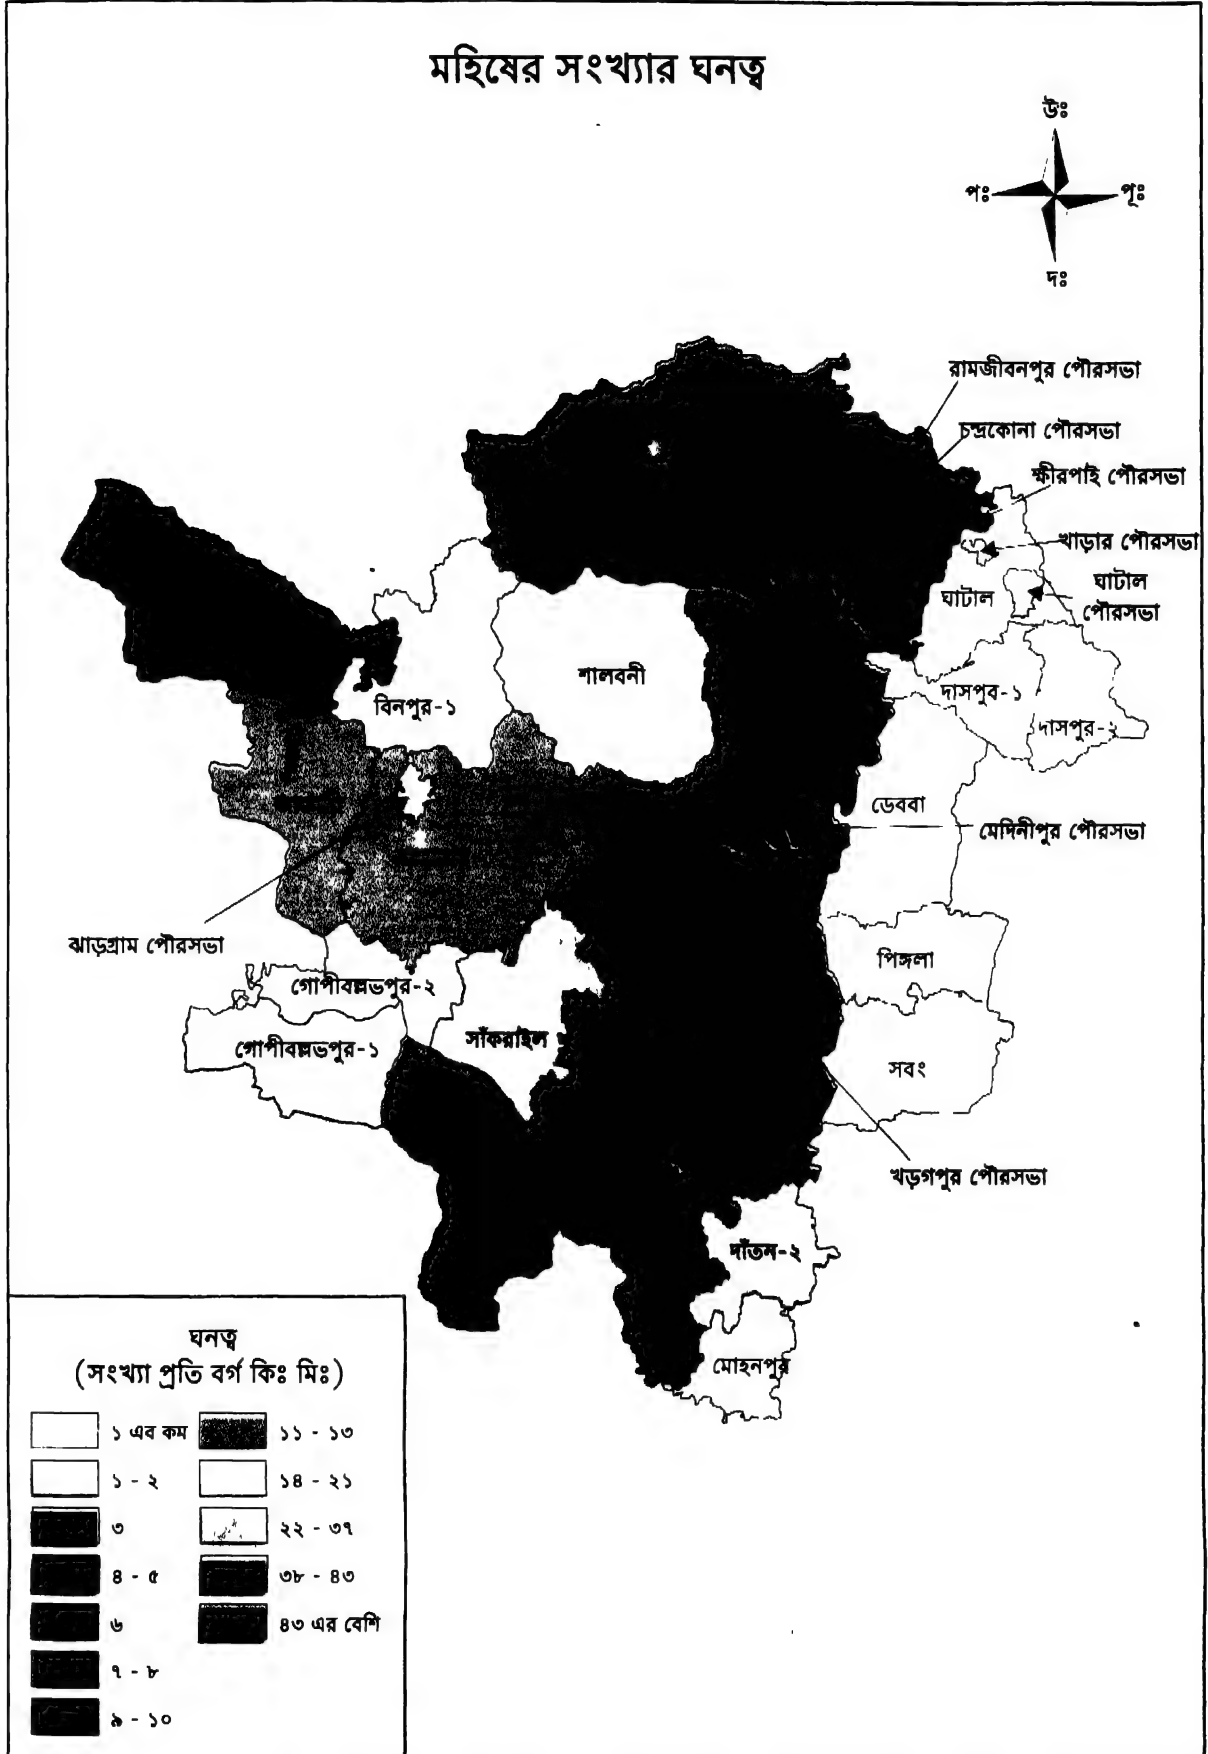 মহিষের সংখ্যার ঘনত্ব
উঃ
পঃ
পূঃ
দঃ
রামজীবনপুর পৌরসভা
চন্দ্রকোনা পৌরসভা
ক্ষীরপাই পৌরসভা
খাড়ার পৌরসভা
ঘাটাল
ঘাটাল
পৌরসভা
শালবনী
বিনপুর-১
দাসপুব-১
দাসপুর-২
ডেববা
মেদিনীপুর পৌরসভা
ঝাড়গ্রাম পৌরসভা
পিঙ্গলা
গোপীবল্লভপুর-২
সাঁকরাইল
গোপীবল্লভপুর-১
সবং
খড়গপুর পৌরসভা
দাঁতন-২
মোহনপুর
ঘনত্ব
(সংখ্যা প্রতি বর্গ কিঃ মিঃ)
১ এব কম
১ - ২
৩
৪ - ৫
৬
৭ - ৮
৯ - ১০
১১ - ১৩
১৪ - ২১
২২ - ৩৭
৩৮ - ৪৩
৪৩ এর বেশি